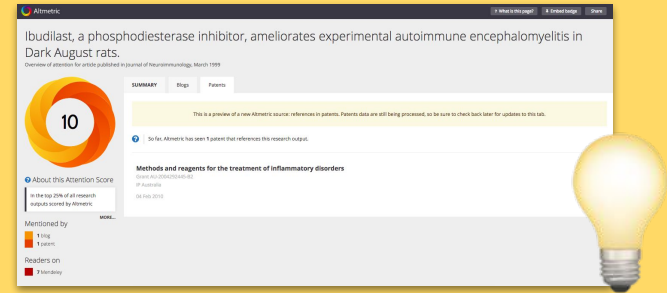 Altmetric
? What is this page?
Embed badge
Share
Ibudilast, a phosphodiesterase inhibitor, ameliorates experimental autoimmune encephalomyelitis in
Dark August rats.
Overview of attention for article published in Journal of Neuroimmunology, March 1999
SUMMARY
Blogs
Patents
This is a preview of a new Altmetric source: references in patents. Patents data are still being processed, so be sure to check back later for updates to this tab.
? So far, Altmetric has seen 1 patent that references this research output.
Methods and reagents for the treatment of inflammatory disorders
Grant AU-2004292445-B2
IP Australia
04 Feb 2010
10
? About this Attention Score
In the top 25% of all research
outputs scored by Altmetric
MORE...
Mentioned by
1 blog
1 patent
Readers on
7 Mendeley